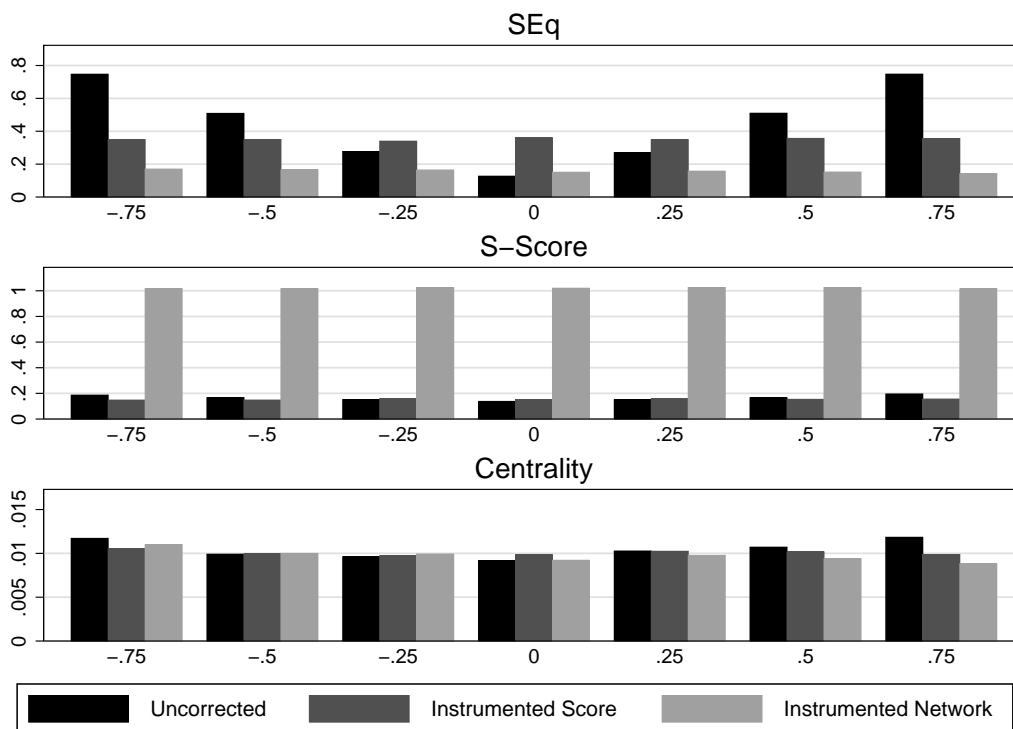 SEq
.8
.6
.4
.2
0
−.75 −.5 −.25 0 .25 .5 .75
S−Score
1
.8
.6
.4
.2
0
−.75 −.5 −.25 0 .25 .5 .75
Centrality
.015
.01
.005
0
−.75 −.5 −.25 0 .25 .5 .75
Uncorrected Instrumented Score Instrumented Network